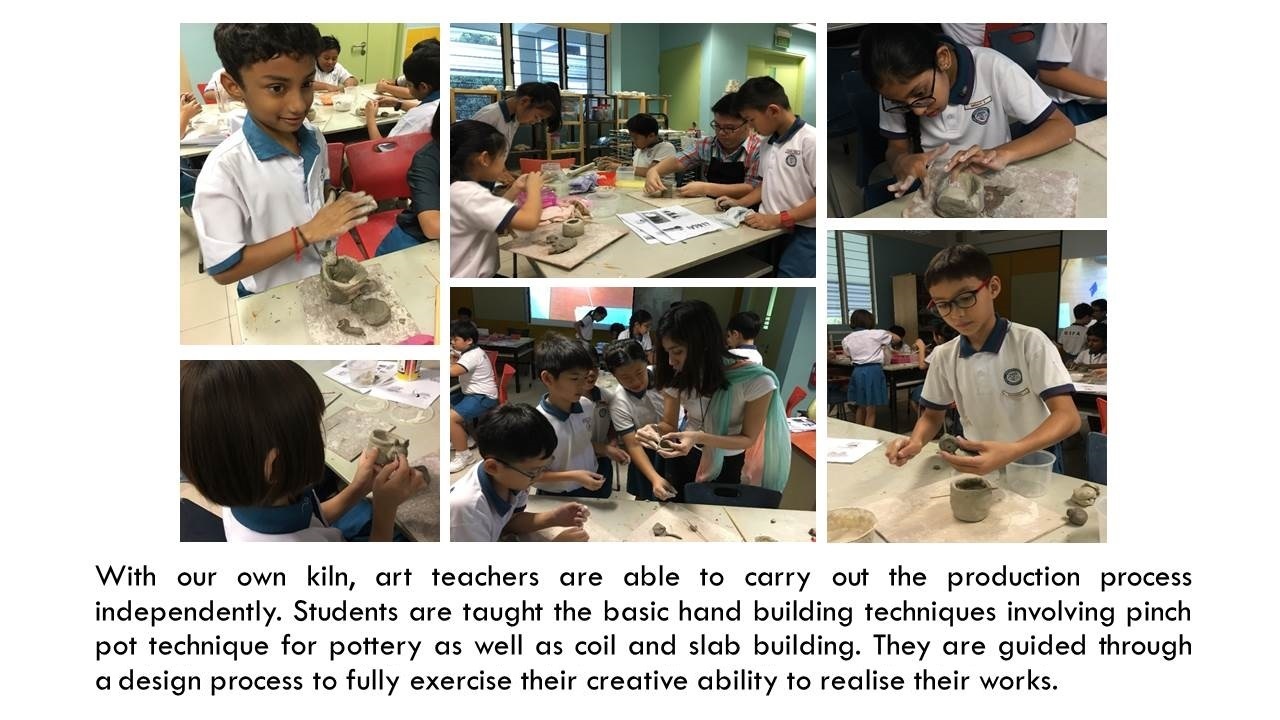 With our own kiln, art teachers are able to carry out the production process
independently. Students are taught the basic hand building techniques involving pinch
pot technique for pottery as well as coil and slab building. They are guided through
a design process to fully exercise their creative ability to realise their works.